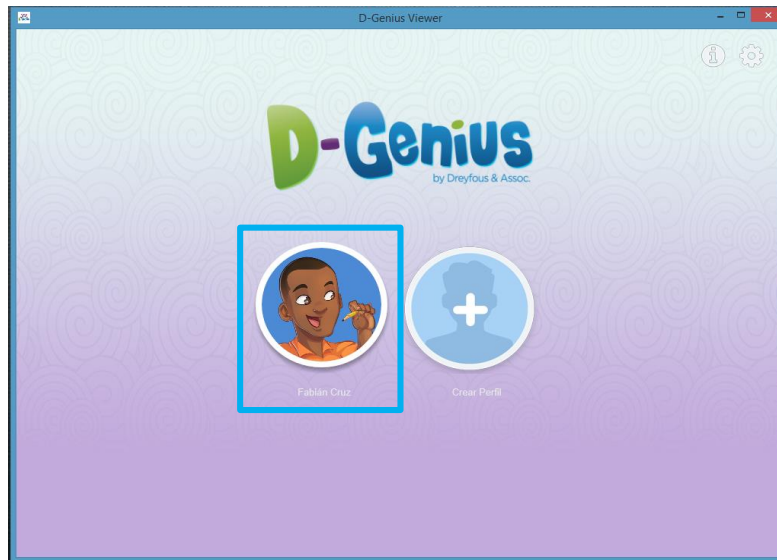 D-Genius Viewer
D-Genius
by Dreyfous & Assoc.
Fabián Cruz
Crear Perfil